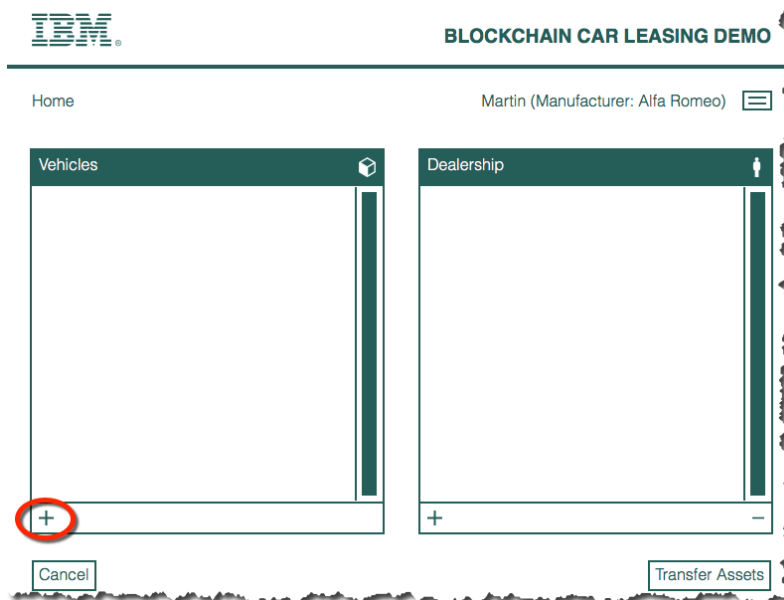 IBM®
BLOCKCHAIN CAR LEASING DEMO
Home
Martin (Manufacturer: Alfa Romeo)
Vehicles
Dealership
+
+ −
Cancel
Transfer Assets